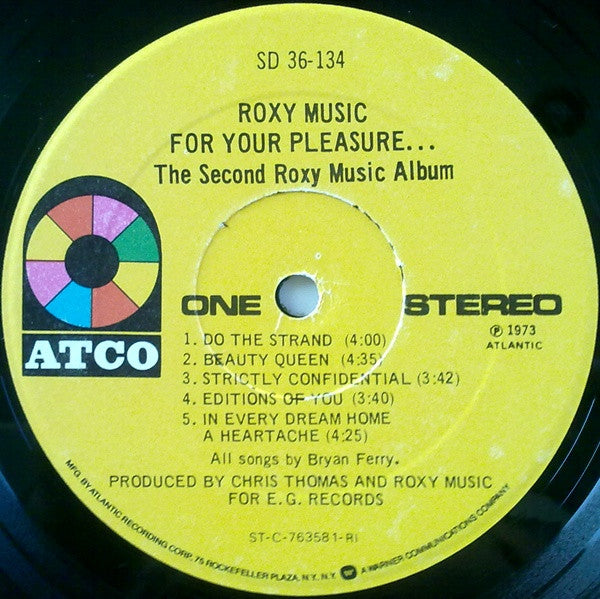 SD 36-134
ROXY MUSIC
FOR YOUR PLEASURE...
The Second Roxy Music Album
ATCO
ONE
STEREO
℗ 1973
ATLANTIC
1. DO THE STRAND (4:00)
2. BEAUTY QUEEN (4:35)
3. STRICTLY CONFIDENTIAL (3:42)
4. EDITIONS OF YOU (3:40)
5. IN EVERY DREAM HOME
A HEARTACHE (4:25)
All songs by Bryan Ferry.
PRODUCED BY CHRIS THOMAS AND ROXY MUSIC
FOR E.G. RECORDS
ST-C-763581-RI
MFG. BY ATLANTIC RECORDING CORP., 75 ROCKEFELLER PLAZA, N.Y. N.Y. A WARNER COMMUNICATIONS COMPANY